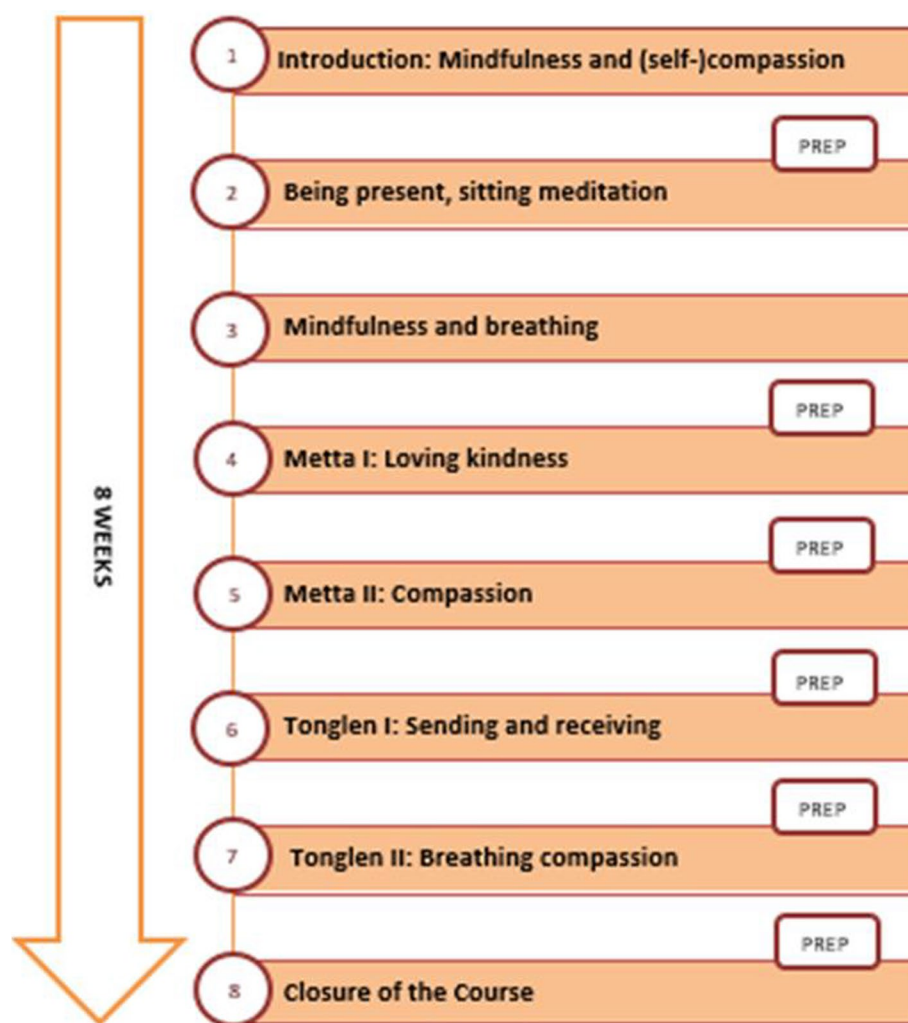 1
Introduction: Mindfulness and (self-)compassion
PREP
2
Being present, sitting meditation
3
Mindfulness and breathing
PREP
4
Metta I: Loving kindness
PREP
5
Metta II: Compassion
PREP
6
Tonglen I: Sending and receiving
PREP
7
Tonglen II: Breathing compassion
PREP
8
Closure of the Course
8 WEEKS